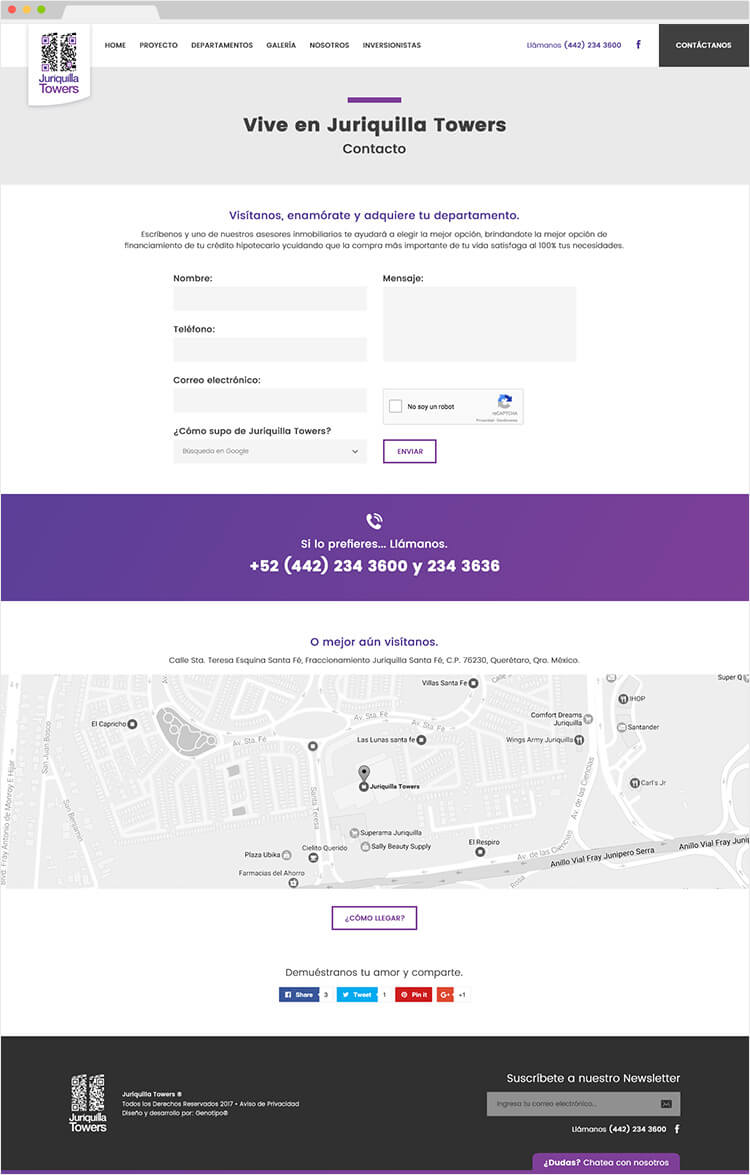 Juriquilla
Towers
HOME PROYECTO DEPARTAMENTOS GALERÍA NOSOTROS INVERSIONISTAS
Llámanos (442) 234 3600
CONTÁCTANOS
Vive en Juriquilla Towers
Contacto
Visítanos, enamórate y adquiere tu departamento.
Escríbenos y uno de nuestros asesores inmobiliarios te ayudará a elegir la mejor opción, brindandote la mejor opción de
financiamiento de tu crédito hipotecario ycuidando que la compra más importante de tu vida satisfaga al 100% tus necesidades.
Nombre:
Teléfono:
Correo electrónico:
¿Cómo supo de Juriquilla Towers?
Búsqueda en Google
Mensaje:
No soy un robot
reCAPTCHA
Privacidad - Condiciones
ENVIAR
Si lo prefieres... Llámanos.
+52 (442) 234 3600 y 234 3636
O mejor aún visítanos.
Calle Sta. Teresa Esquina Santa Fé, Fraccionamiento Juriquilla Santa Fé, C.P. 76230, Querétaro, Qro. México.
Villas Santa Fe
Calle
Super Q
IHOP
Av. Sta. Fé
Comfort Dreams
Juriquilla
Santander
El Capricho
Av. Sta. Fé
Av. Sta. Fé
Las Lunas santa fe
Wings Army Juriquilla
San Juan Bosco
Blvd. Fray Antonio de Monroy E Hijar
San Benjamin
Santa Teresa
Juriquilla Towers
Carl's Jr
Av. de las Ciencias
Superama Juriquilla
Sally Beauty Supply
Cielito Querido
Plaza Ubika
El Respiro
Av. de las Ciencias
Anillo Vial Fray Junipero Serra
Anillo Vial Fray Juni
Farmacias del Ahorro
Rosa
¿CÓMO LLEGAR?
Demuéstranos tu amor y comparte.
Share 3
Tweet 1
Pin it
G+ +1
Juriquilla
Towers
Juriquilla Towers ®
Todos los Derechos Reservados 2017 • Aviso de Privacidad
Diseño y desarrollo por: Genotipo®
Suscríbete a nuestro Newsletter
Ingresa tu correo electrónico...
Llámanos (442) 234 3600
¿Dudas? Chatea con nosotros